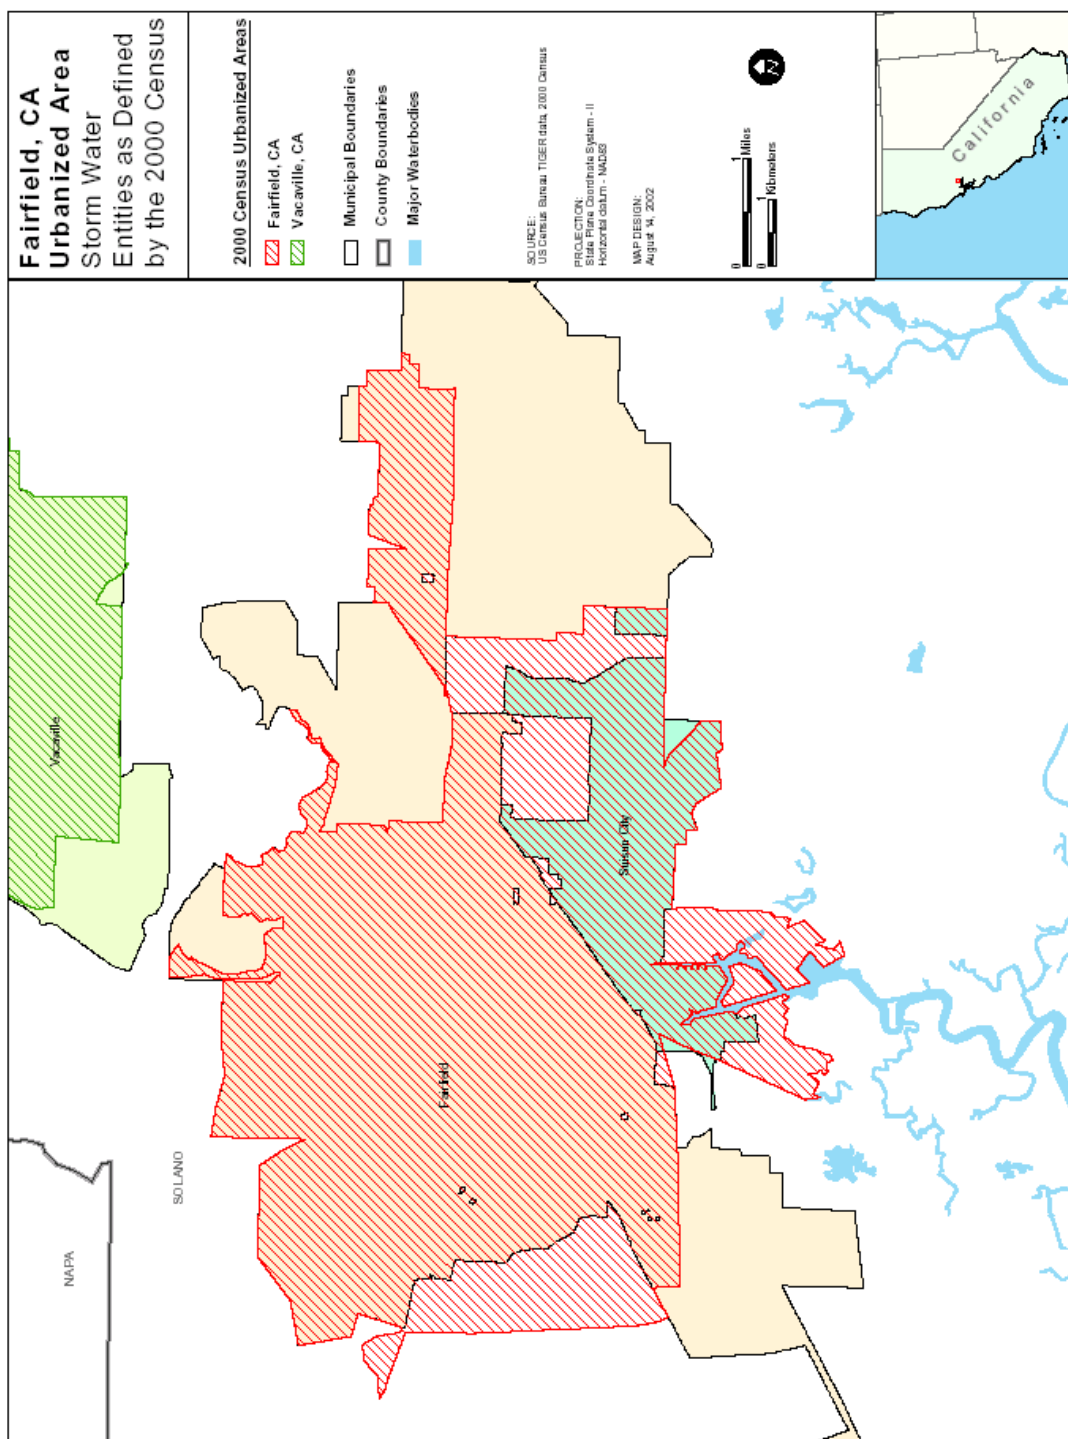 Fairfield, CA
Urbanized Area
Storm Water
Entities as Defined
by the 2000 Census
2000 Census Urbanized Areas
Fairfield, CA
Vacaville, CA
Municipal Boundaries
County Boundaries
Major Waterbodies
SOURCE:
US Census Bureau TIGER data, 2000 Census
PROJECTION:
State Plane Coordinate System - II
Horizontal datum - NAD83
MAP DESIGN:
August 14, 2002
0 1 Miles
0 1 Kilometers
N
California
NAPA
SOLANO
Vacaville
Fairfield
Suisun City